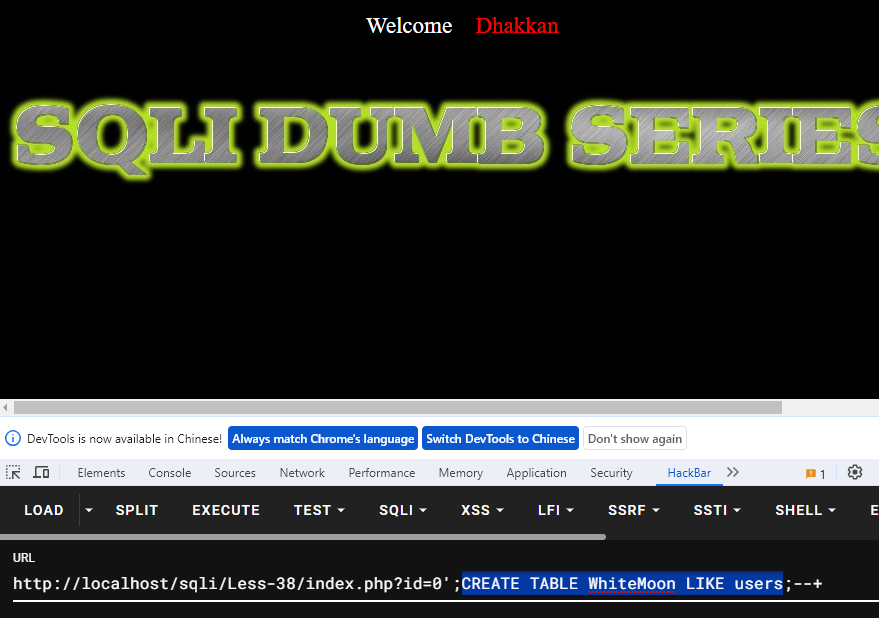 Welcome Dhakkan
SQLI DUMB SERIES
DevTools is now available in Chinese! Always match Chrome's language Switch DevTools to Chinese Don't show again
Elements Console Sources Network Performance Memory Application Security HackBar 1
LOAD SPLIT EXECUTE TEST SQLI XSS LFI SSRF SSTI SHELL E
URL
http://localhost/sqli/Less-38/index.php?id=0';CREATE TABLE WhiteMoon LIKE users;--+